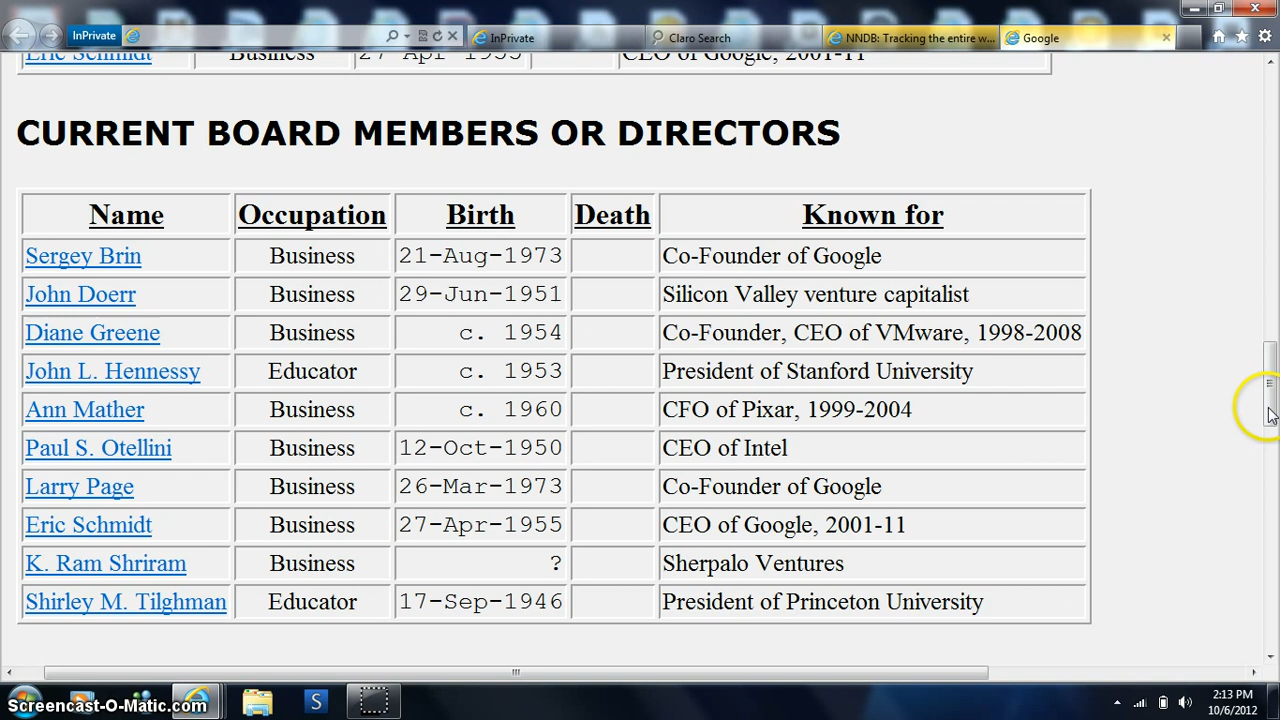 InPrivate
InPrivate
Claro Search
NNDB: Tracking the entire w...
Google
Eric Schmidt Business 27-Apr-1955 CEO of Google, 2001-11
CURRENT BOARD MEMBERS OR DIRECTORS
Name Occupation Birth Death Known for
Sergey Brin Business 21-Aug-1973 Co-Founder of Google
John Doerr Business 29-Jun-1951 Silicon Valley venture capitalist
Diane Greene Business c. 1954 Co-Founder, CEO of VMware, 1998-2008
John L. Hennessy Educator c. 1953 President of Stanford University
Ann Mather Business c. 1960 CFO of Pixar, 1999-2004
Paul S. Otellini Business 12-Oct-1950 CEO of Intel
Larry Page Business 26-Mar-1973 Co-Founder of Google
Eric Schmidt Business 27-Apr-1955 CEO of Google, 2001-11
K. Ram Shriram Business ? Sherpalo Ventures
Shirley M. Tilghman Educator 17-Sep-1946 President of Princeton University
S
2:13 PM
Screencast-O-Matic.com
10/6/2012